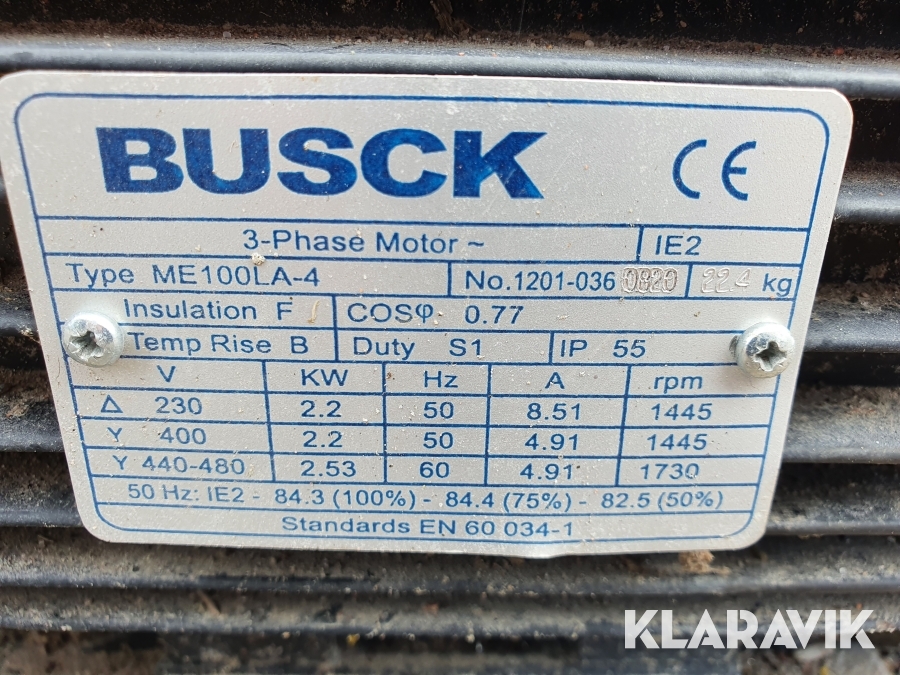 BUSCK CE
3-Phase Motor ~ IE2
Type ME100LA-4 No.1201-036 0820 22.4 kg
Insulation F COSφ 0.77
Temp Rise B Duty S1 IP 55
V KW Hz A rpm
Δ 230 2.2 50 8.51 1445
Y 400 2.2 50 4.91 1445
Y 440-480 2.53 60 4.91 1730
50 Hz: IE2 - 84.3 (100%) - 84.4 (75%) - 82.5 (50%)
Standards EN 60 034-1
KLARAVIK